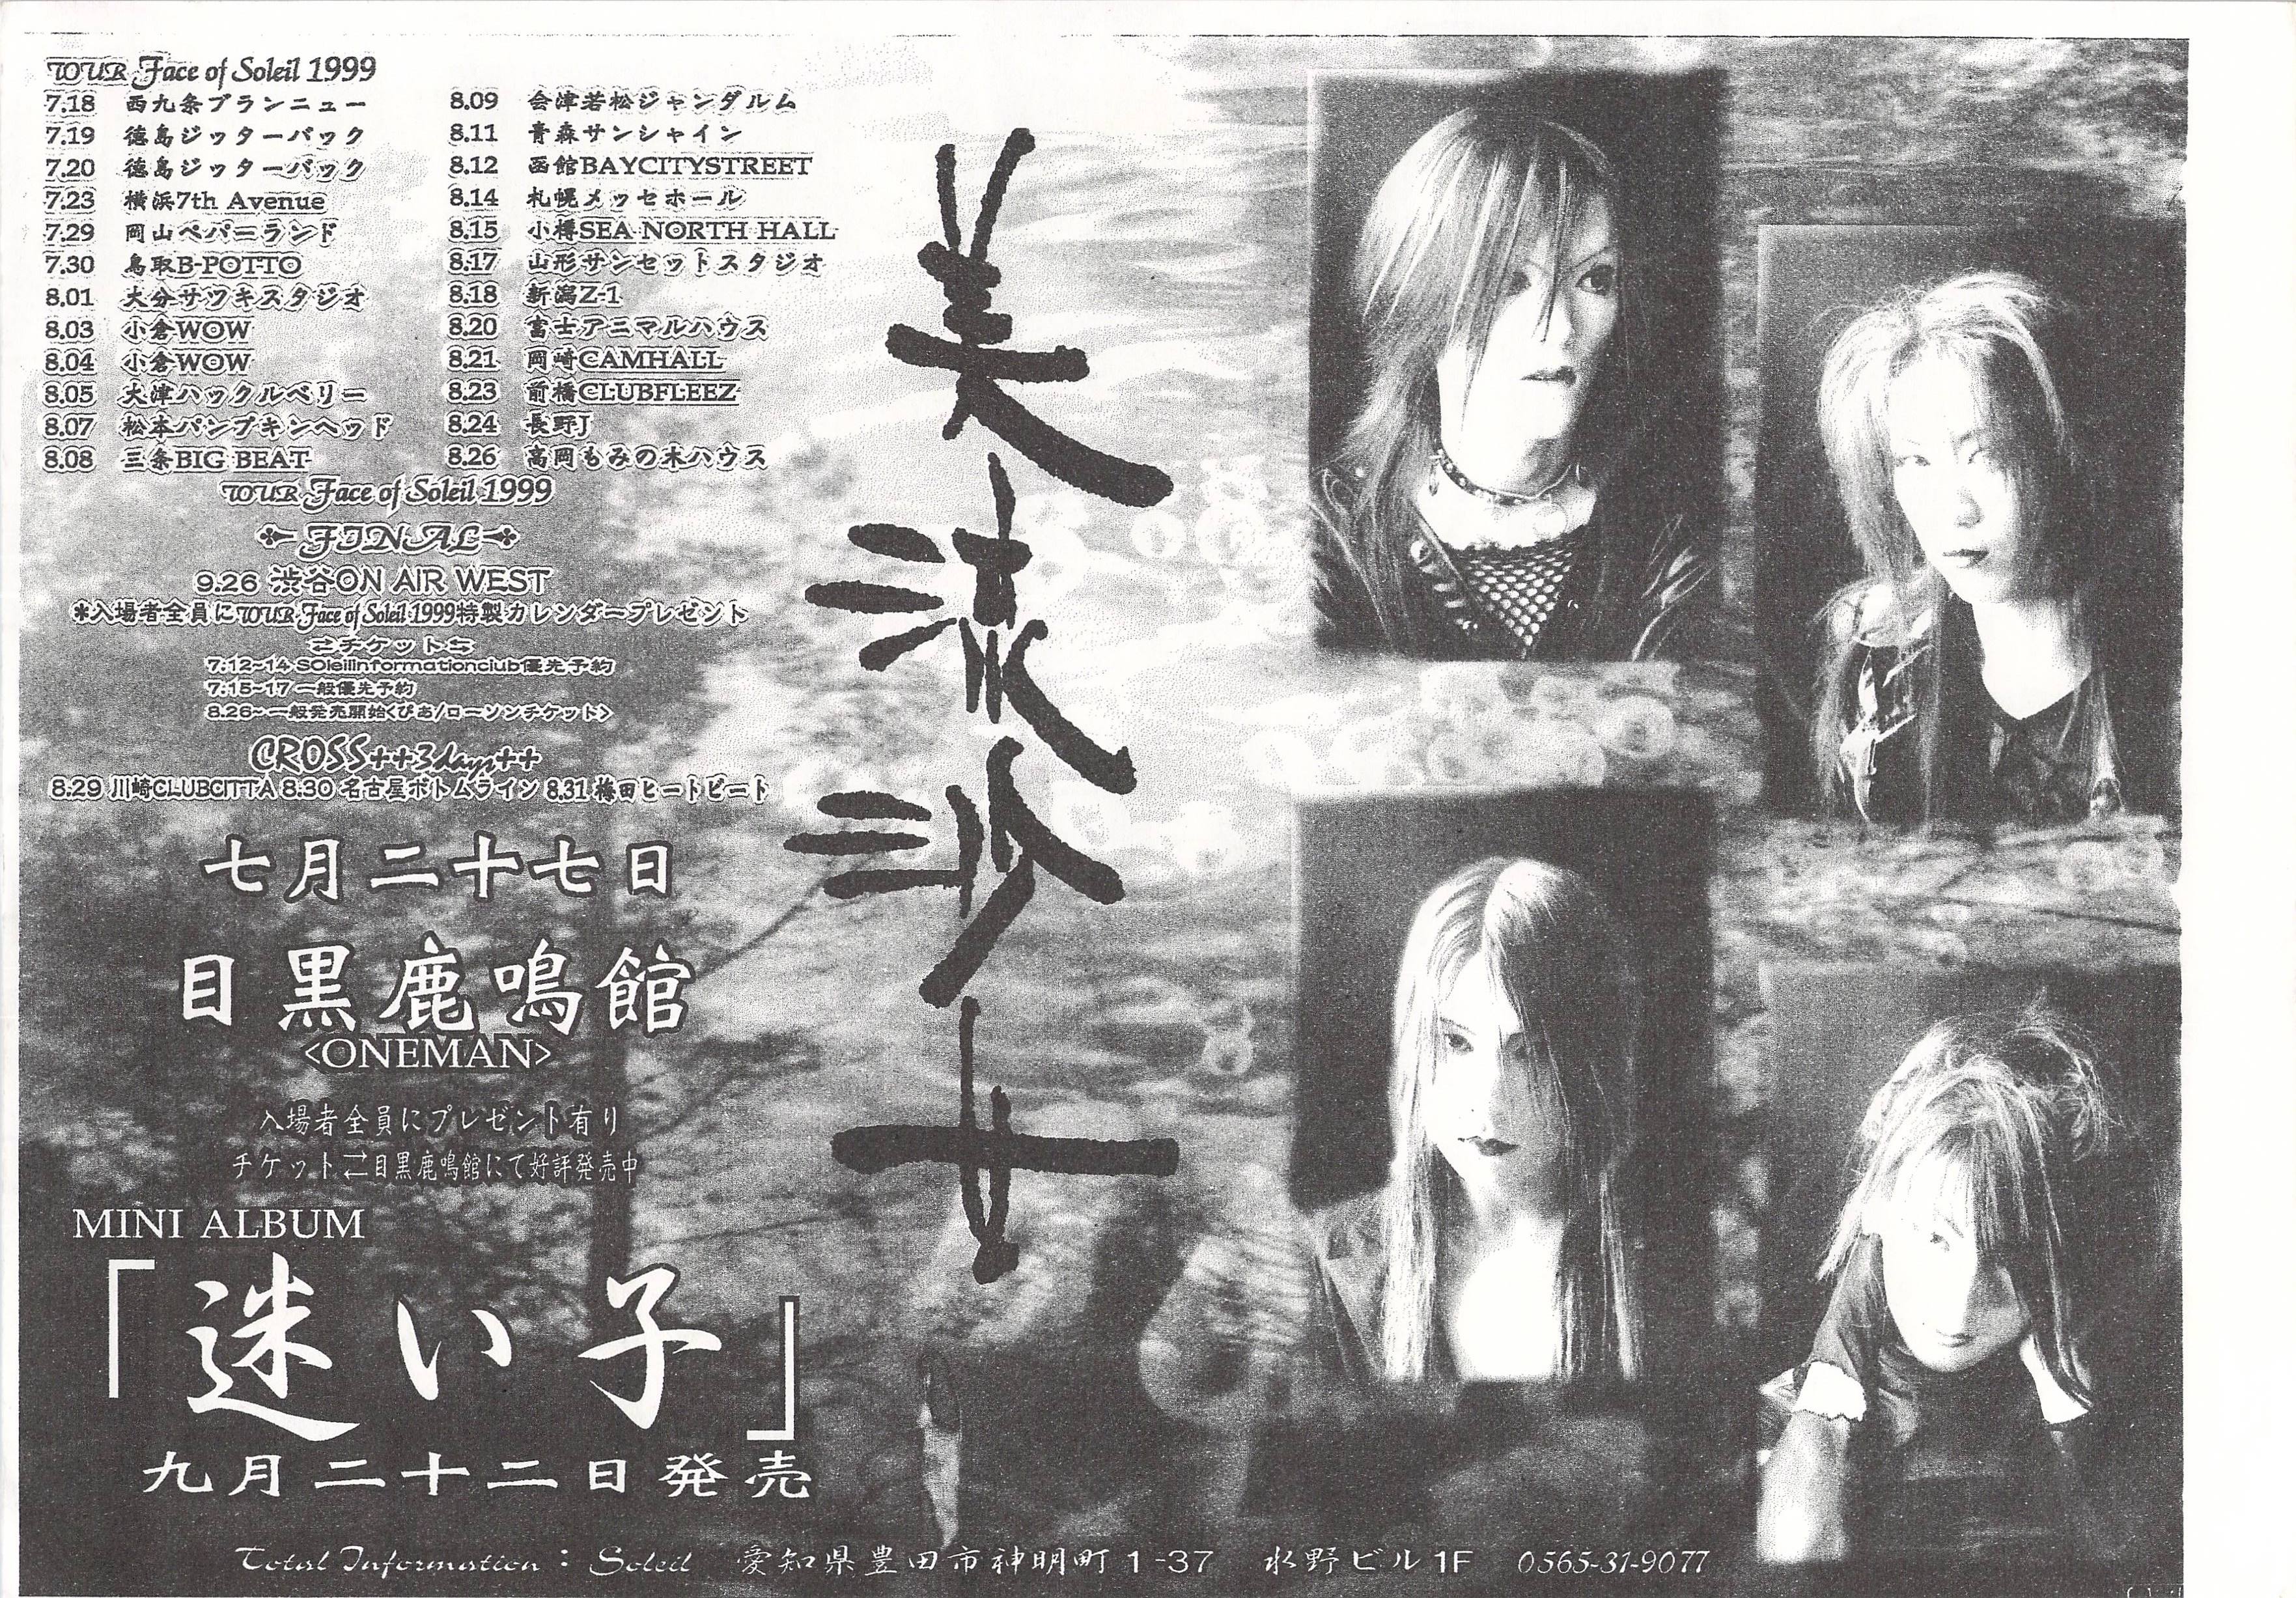 TOUR Face of Soleil 1999
7.18 西九条ブランニュー
7.19 徳島ジッターバック
7.20 徳島ジッターバック
7.23 横浜7th Avenue
7.29 岡山ペパーランド
7.30 鳥取B-POTTO
8.01 大分サツキスタジオ
8.03 小倉WOW
8.04 小倉WOW
8.05 大津ハックルベリー
8.07 松本パンプキンヘッド
8.08 三条BIG BEAT
8.09 会津若松ジャンダルム
8.11 青森サンシャイン
8.12 函館BAYCITYSTREET
8.14 札幌メッセホール
8.15 小樽SEA NORTH HALL
8.17 山形サンセットスタジオ
8.18 新潟Z-1
8.20 富士アニマルハウス
8.21 岡崎CAMHALL
8.23 前橋CLUBFLEEZ
8.24 長野J
8.26 高岡もみの木ハウス
TOUR Face of Soleil 1999
FINAL
9.26 渋谷ON AIR WEST
*入場者全員にTOUR Face of Soleil 1999特製カレンダープレゼント
⇄チケット⇆
7:12~14 SOleilinformationclub優先予約
7:15~17 一般優先予約
8.26~一般発売開始<ぴあ/ローソンチケット>
CROSS++3days++
8.29 川崎CLUBCITTA 8.30 名古屋ボトムライン 8.31 梅田ヒートビート
七月二十七日
目黒鹿鳴館
<ONEMAN>
入場者全員にプレゼント有り
チケット⇄目黒鹿鳴館にて好評発売中
MINI ALBUM
「迷い子」
九月二十二日発売
美流沙士
Total Information : Soleil 愛知県豊田市神明町1-37 水野ビル1F 0565-31-9077